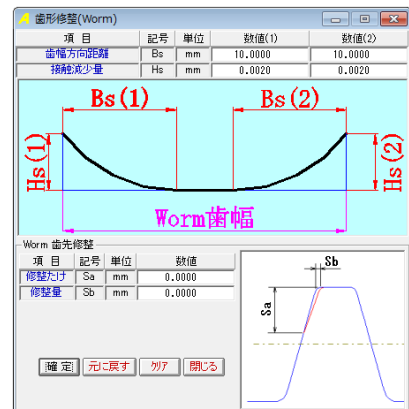 歯形修整(Worm)
項 目 記号 単位 数値(1) 数値(2)
歯幅方向距離 Bs mm 10.0000 10.0000
接触減少量 Hs mm 0.0020 0.0020
Bs(1) Bs(2)
Hs(1) Hs(2)
Worm歯幅
Worm 歯先修整
項 目 記号 単位 数値
修整たけ Sa mm 0.0000
修整量 Sb mm 0.0000
Sb
Sa
確 定 元に戻す クリア 閉じる